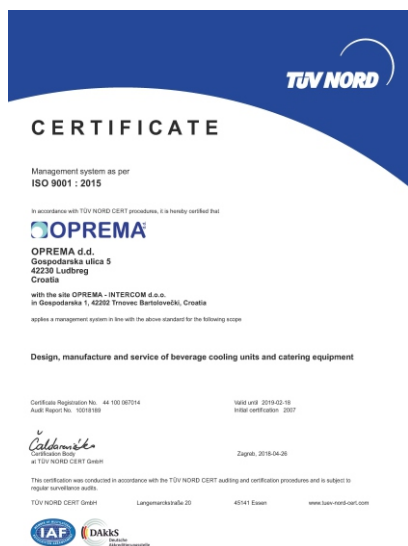 TÜV NORD
CERTIFICATE
Management system as per
ISO 9001 : 2015
In accordance with TÜV NORD CERT procedures, it is hereby certified that
OPREMA d.d.
OPREMA d.d.
Gospodarska ulica 5
42230 Ludbreg
Croatia
with the site OPREMA - INTERCOM d.o.o.
in Gospodarska 1, 42202 Trnovec Bartolovečki, Croatia
applies a management system in line with the above standard for the following scope
Design, manufacture and service of beverage cooling units and catering equipment
Certificate Registration No. 44 100 067014 Valid until 2019-02-16
Audit Report No. 10018169 Initial certification 2007
Certification Body Zagreb, 2018-04-26
at TÜV NORD CERT GmbH
This certification was conducted in accordance with the TÜV NORD CERT auditing and certification procedures and is subject to
regular surveillance audits.
TÜV NORD CERT GmbH Langemarckstraße 20 45141 Essen www.tuev-nord-cert.com
IAF DAkkS
Deutsche
Akkreditierungsstelle